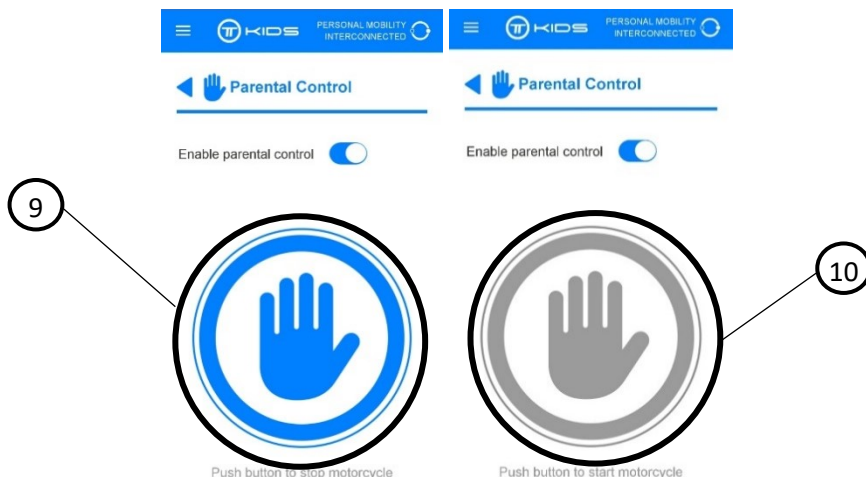 KIDS
PERSONAL MOBILITY
INTERCONNECTED
Parental Control
Enable parental control
9
Push button to stop motorcycle
KIDS
PERSONAL MOBILITY
INTERCONNECTED
Parental Control
Enable parental control
10
Push button to start motorcycle